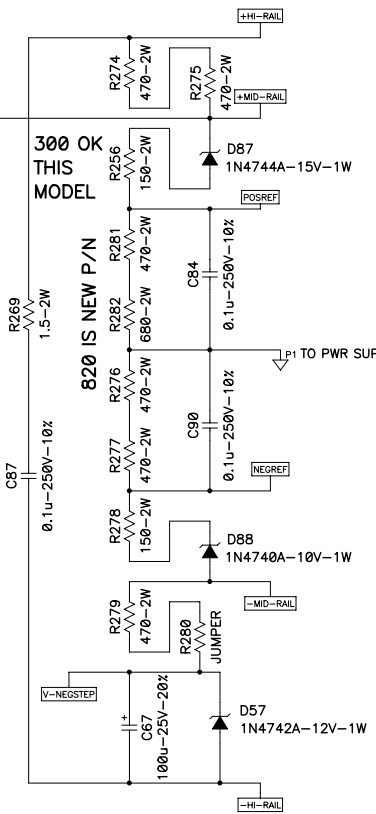 +HI-RAIL
R274
470-2W
R275
470-2W
+MID-RAIL
300 OK
THIS
MODEL
R256
150-2W
D87
1N4744A-15V-1W
POSREF
820 IS NEW P/N
R281
470-2W
C84
0.1u-250V-10%
R269
1.5-2W
R282
680-2W
P1 TO PWR SUP
R276
470-2W
C90
0.1u-250V-10%
R277
470-2W
C87
0.1u-250V-10%
NEGREF
R278
150-2W
D88
1N4740A-10V-1W
R279
470-2W
R280
JUMPER
-MID-RAIL
V-NEGSTEP
+
C67
100u-25V-20%
D57
1N4742A-12V-1W
-HI-RAIL